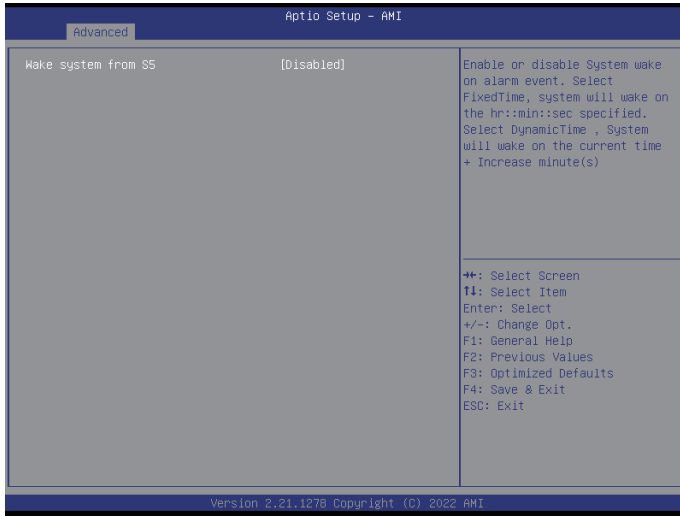 Aptio Setup – AMI
Advanced
Wake system from S5 [Disabled]
Enable or disable System wake
on alarm event. Select
FixedTime, system will wake on
the hr::min::sec specified.
Select DynamicTime , System
will wake on the current time
+ Increase minute(s)
→←: Select Screen
↑↓: Select Item
Enter: Select
+/-: Change Opt.
F1: General Help
F2: Previous Values
F3: Optimized Defaults
F4: Save & Exit
ESC: Exit
Version 2.21.1278 Copyright (C) 2022 AMI